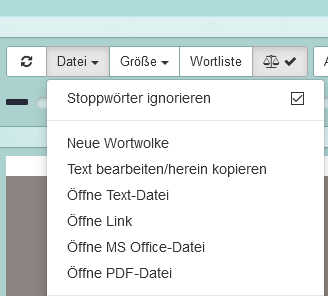 Datei Größe Wortliste
Stoppwörter ignorieren
Neue Wortwolke
Text bearbeiten/herein kopieren
Öffne Text-Datei
Öffne Link
Öffne MS Office-Datei
Öffne PDF-Datei